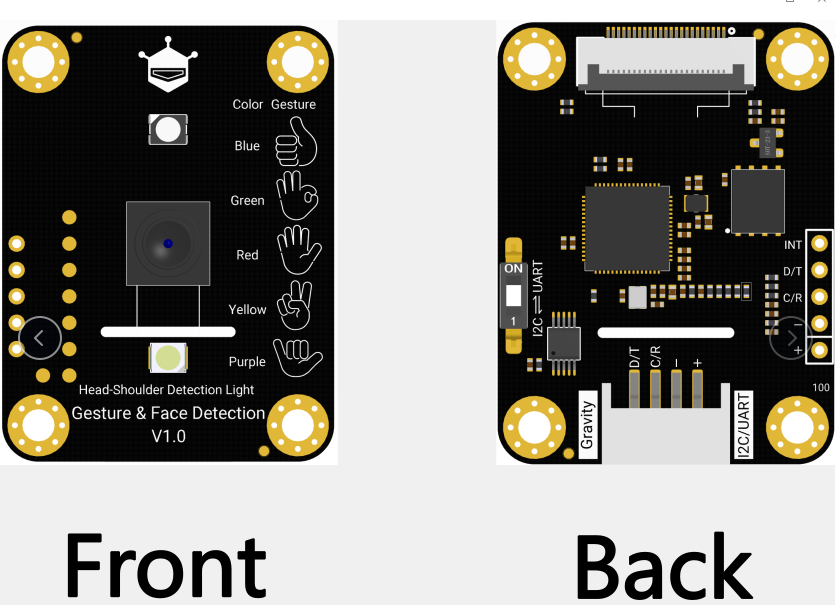 Color Gesture
Blue
Green
Red
Yellow
Purple
Head-Shoulder Detection Light
Gesture & Face Detection
V1.0
INT
D/T
C/R
−
+
ON
1
I2C ⇌ UART
D/T
C/R
−
+
100
Gravity
I2C/UART
Front
Back